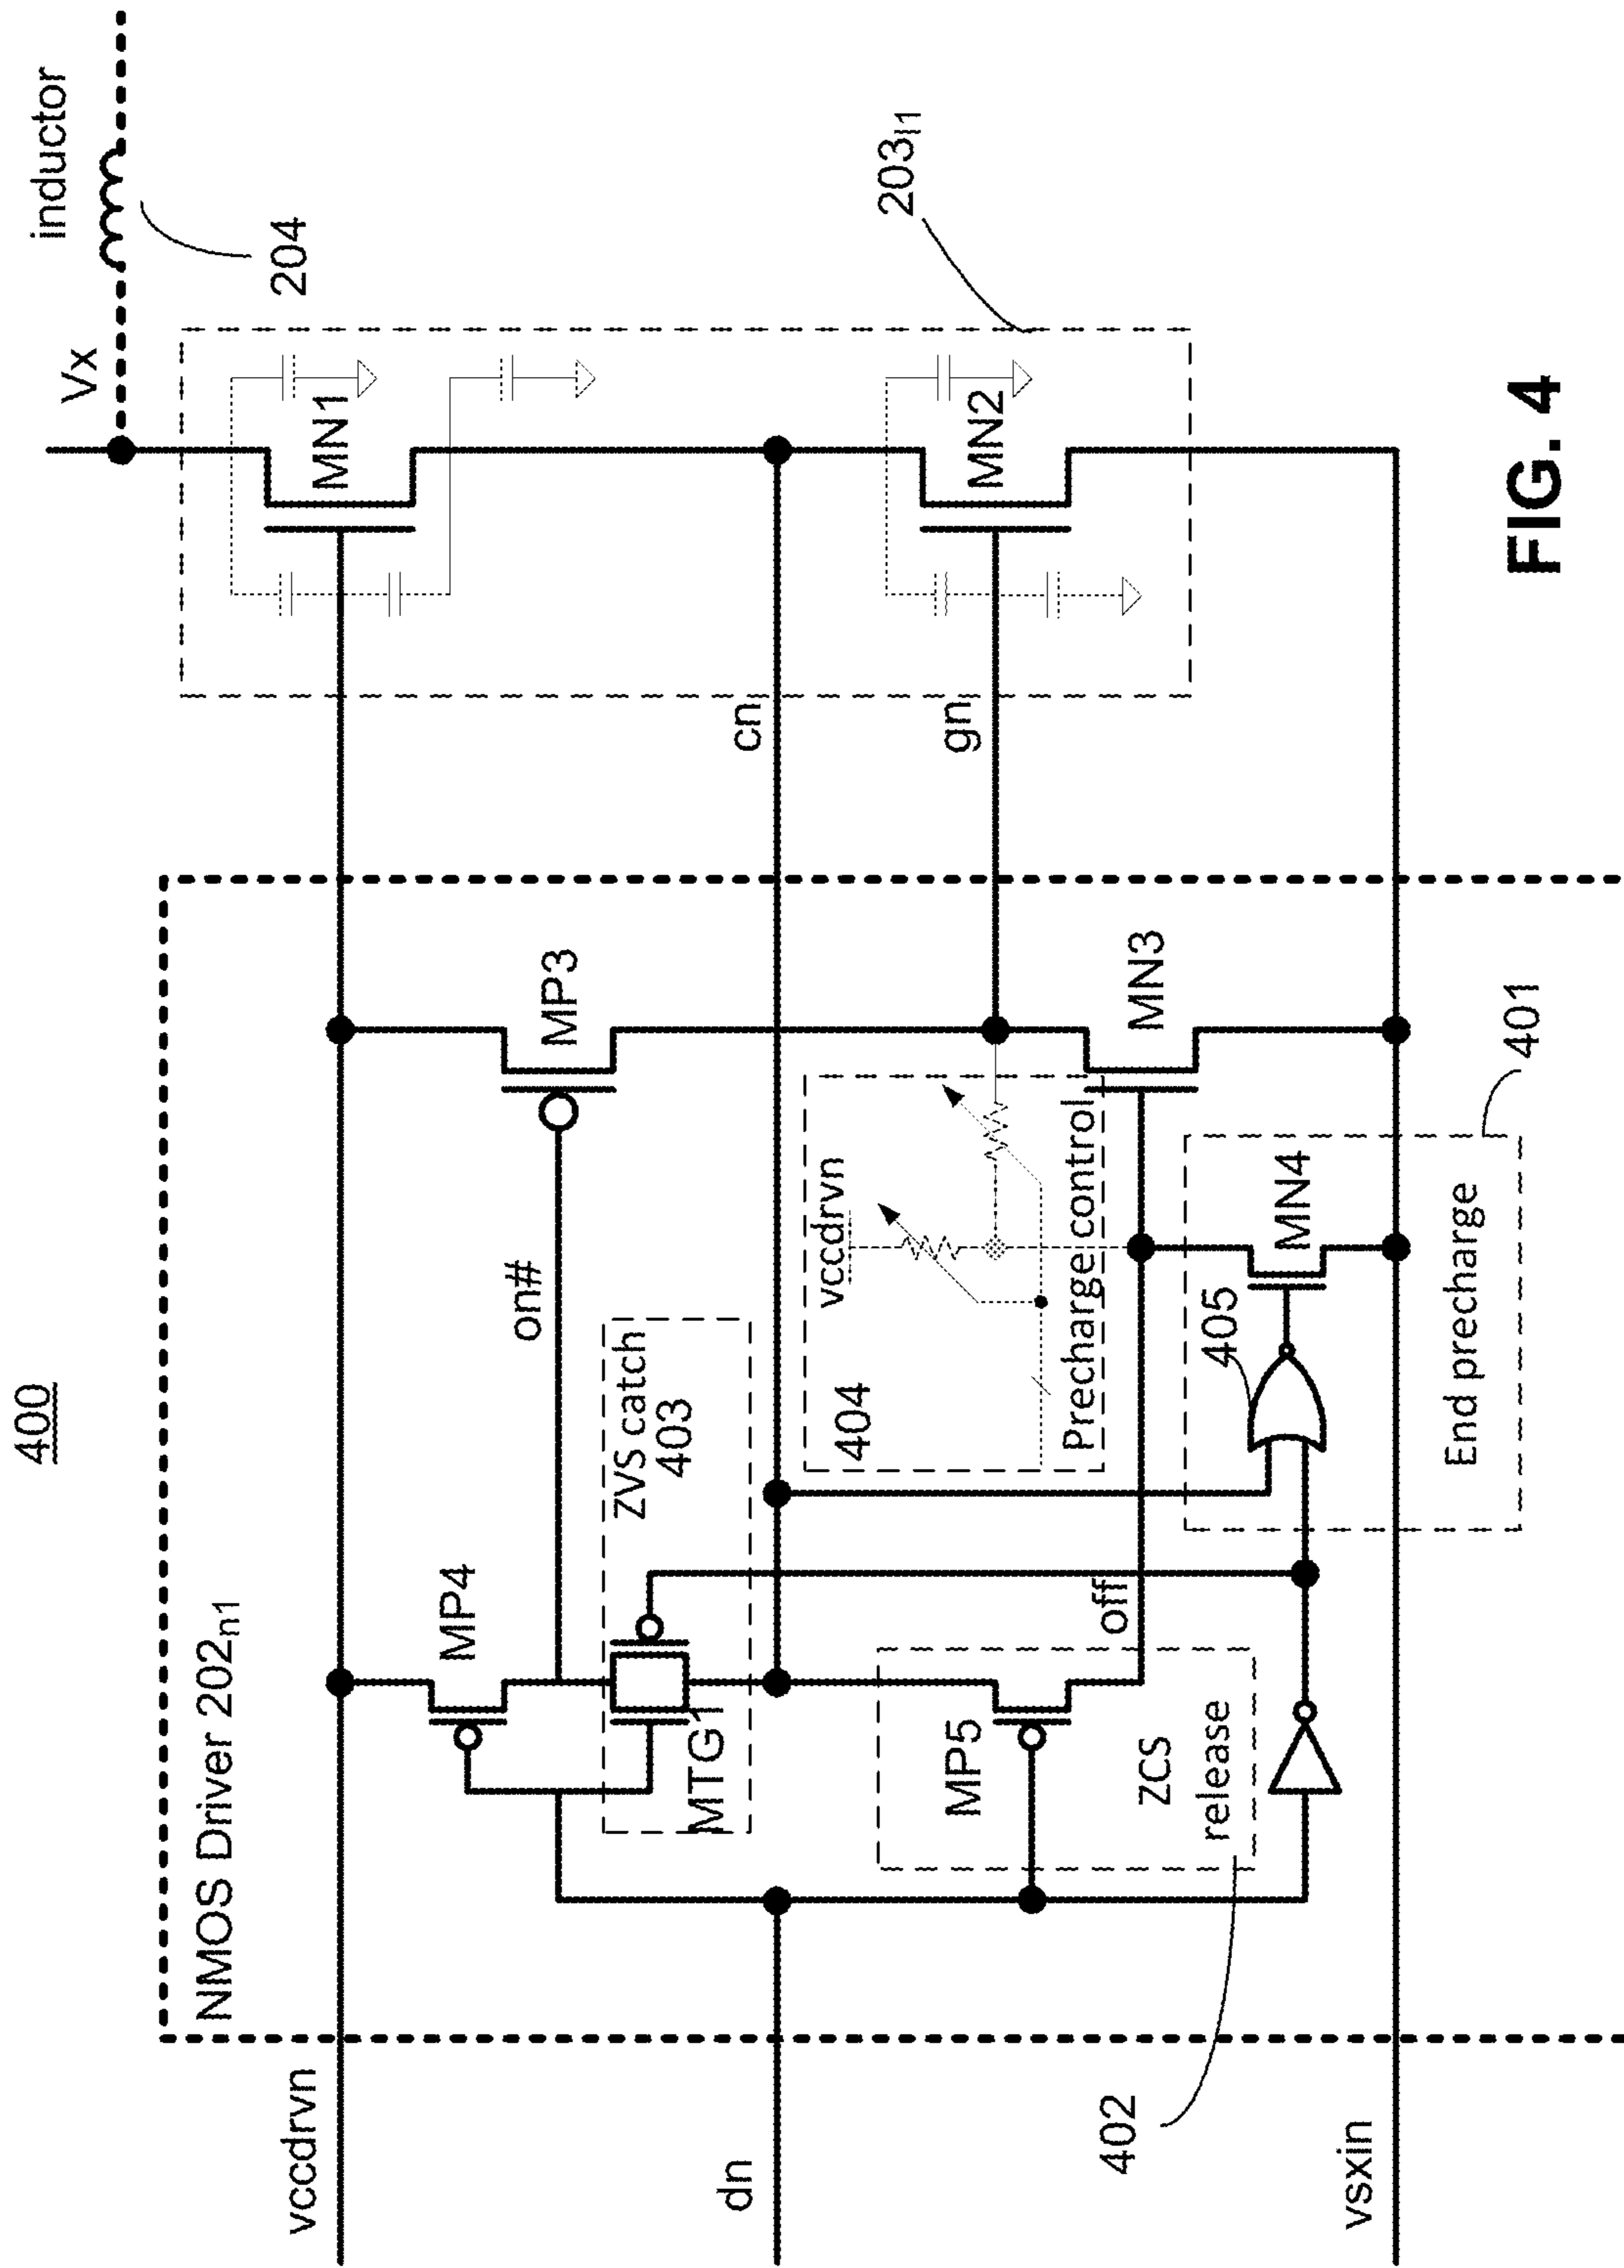 400
NMOS Driver 202n1
vccdrvn
MP4
on#
MP3
ZVS catch
403
MTG1
dn
MP5
ZCS
release
402
off
404
vccdrvn
Precharge control
405
MN4
End precharge
401
MN3
vsxin
cn
gn
MN1
MN2
203l1
Vx
inductor
204
FIG. 4